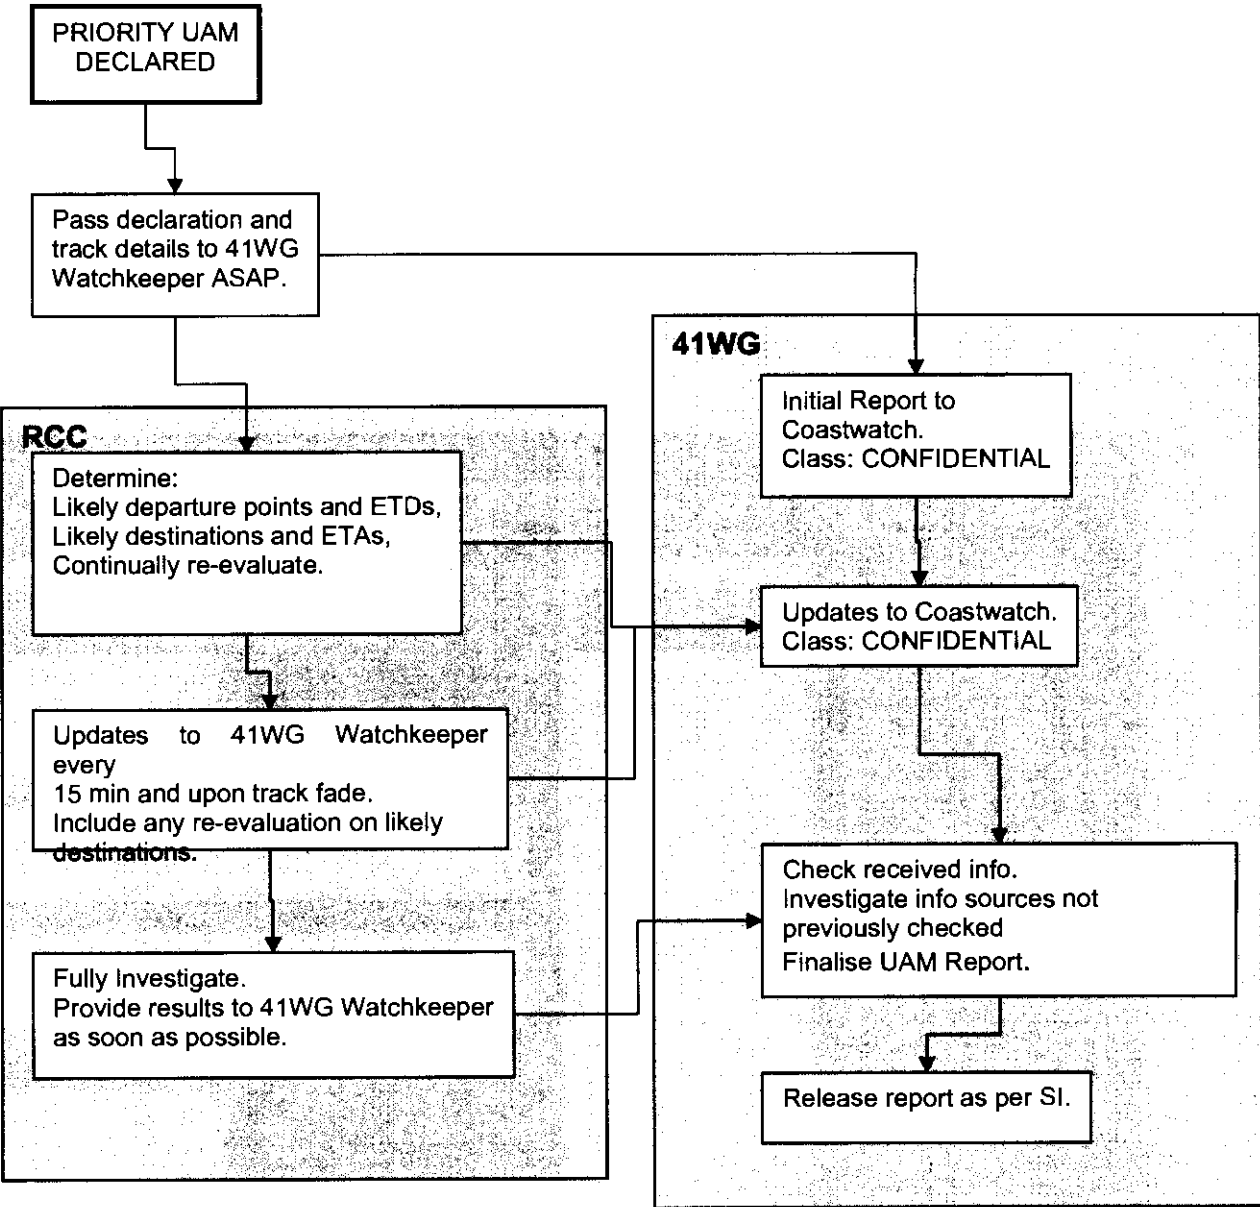 PRIORITY UAM
DECLARED
Pass declaration and
track details to 41WG
Watchkeeper ASAP.
RCC
Determine:
Likely departure points and ETDs,
Likely destinations and ETAs,
Continually re-evaluate.
Updates to 41WG Watchkeeper
every
15 min and upon track fade.
Include any re-evaluation on likely
destinations.
Fully Investigate.
Provide results to 41WG Watchkeeper
as soon as possible.
41WG
Initial Report to
Coastwatch.
Class: CONFIDENTIAL
Updates to Coastwatch.
Class: CONFIDENTIAL
Check received info.
Investigate info sources not
previously checked
Finalise UAM Report.
Release report as per SI.